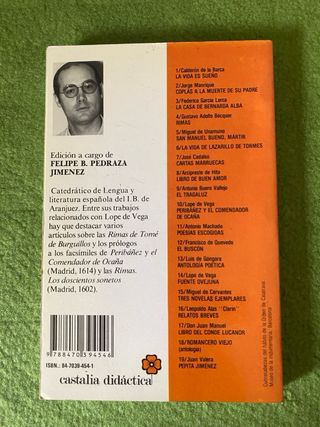 Edición a cargo de
FELIPE B. PEDRAZA
JIMENEZ
Catedrático de Lengua y
literatura española del I.B. de
Aranjuez. Entre sus trabajos
relacionados con Lope de Vega
hay que destacar varios
artículos sobre las Rimas de Tomé
de Burguillos y los prólogos
a los facsímiles de Peribáñez y el
Comendador de Ocaña
(Madrid, 1614) y las Rimas.
Los doscientos sonetos
(Madrid, 1602).
9788470394546
ISBN.: 84-7039-454-1
castalia didáctica
1/Calderón de la Barca
LA VIDA ES SUEÑO
2/Jorge Manrique
COPLAS A LA MUERTE DE SU PADRE
3/Federico García Lorca
LA CASA DE BERNARDA ALBA
4/Gustavo Adolfo Bécquer
RIMAS
5/Miguel de Unamuno
SAN MANUEL BUENO, MÁRTIR
6/LA VIDA DE LAZARILLO DE TORMES
7/José Cadalso
CARTAS MARRUECAS
8/Arcipreste de Hita
LIBRO DE BUEN AMOR
9/Antonio Buero Vallejo
EL TRAGALUZ
10/Lope de Vega
PERIBÁÑEZ Y EL COMENDADOR
DE OCAÑA
11/Antonio Machado
POESIAS ESCOGIDAS
12/Francisco de Quevedo
EL BUSCÓN
13/Luis de Góngora
ANTOLOGÍA POÉTICA
14/Lope de Vega
FUENTE OVEJUNA
15/Miguel de Cervantes
TRES NOVELAS EJEMPLARES
16/Leopoldo Alas "Clarín"
RELATOS BREVES
17/Don Juan Manuel
LIBRO DEL CONDE LUCANOR
18/ROMANCERO VIEJO
(antología)
19/Juan Valera
PEPITA JIMÉNEZ